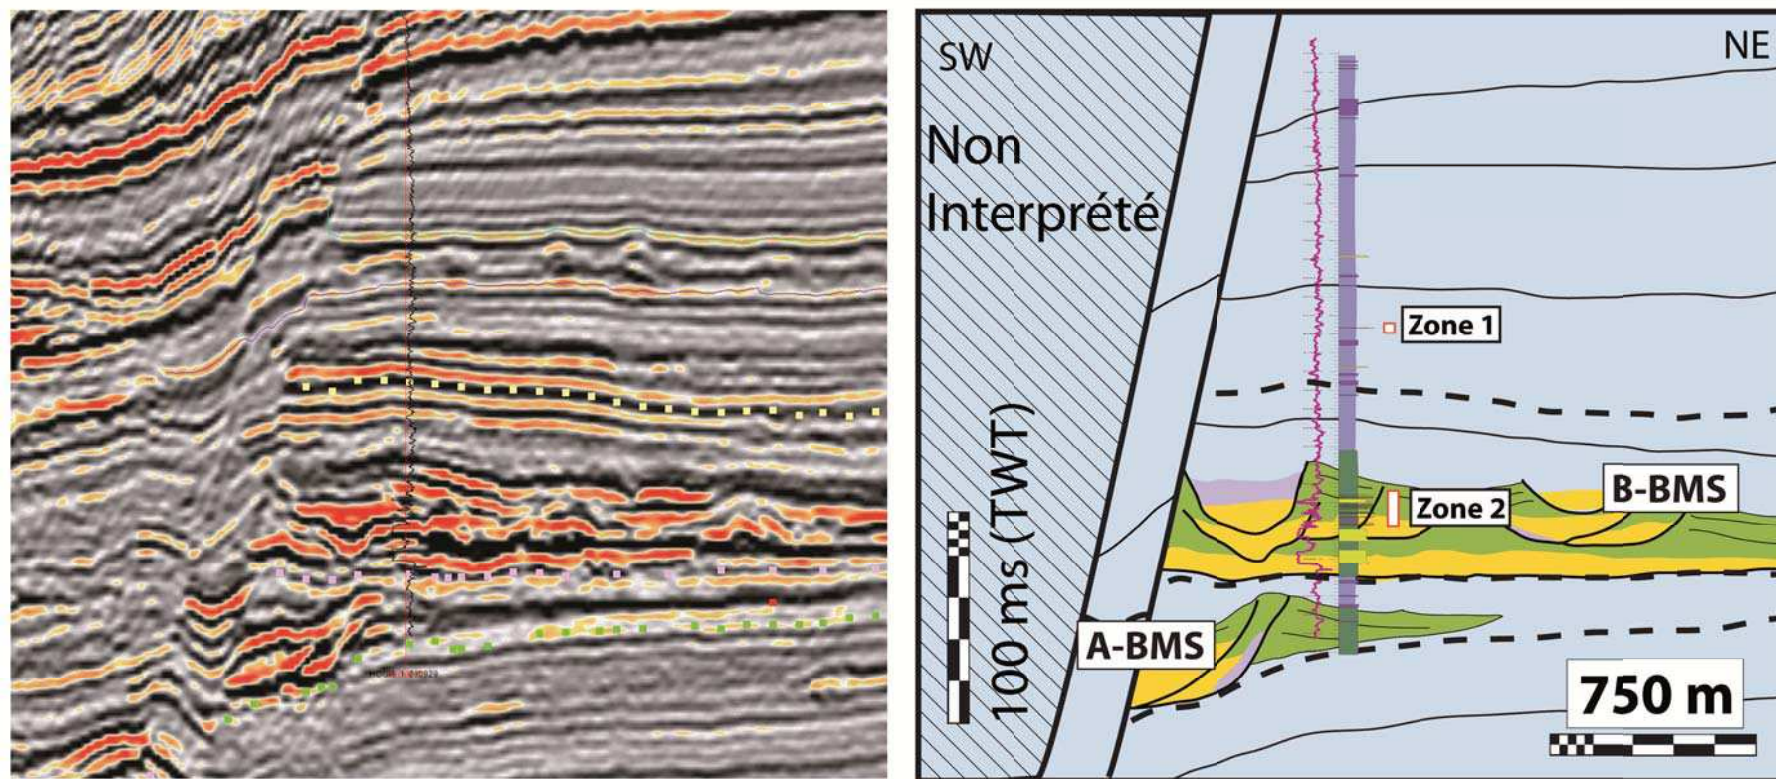 SW
NE
Non
Interprété
Zone 1
B-BMS
Zone 2
100 ms (TWT)
A-BMS
750 m